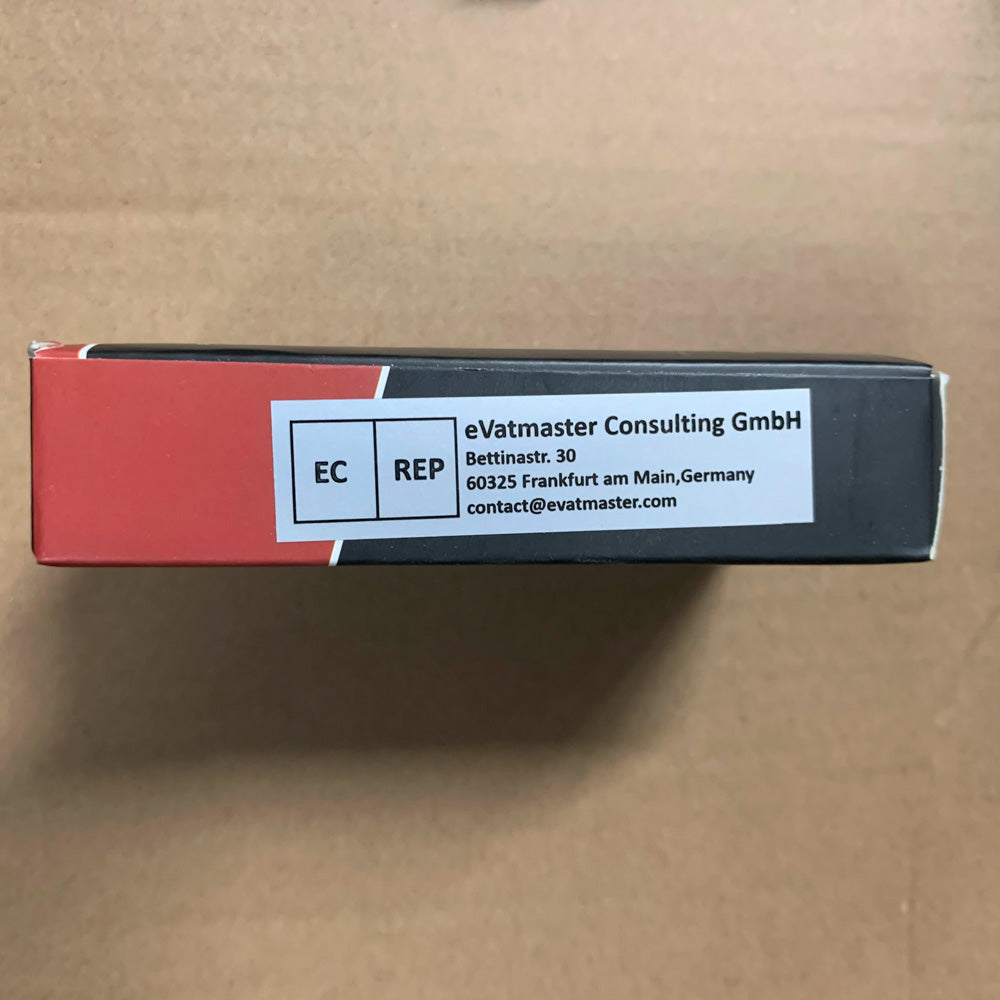 EC REP
eVatmaster Consulting GmbH
Bettinastr. 30
60325 Frankfurt am Main,Germany
contact@evatmaster.com